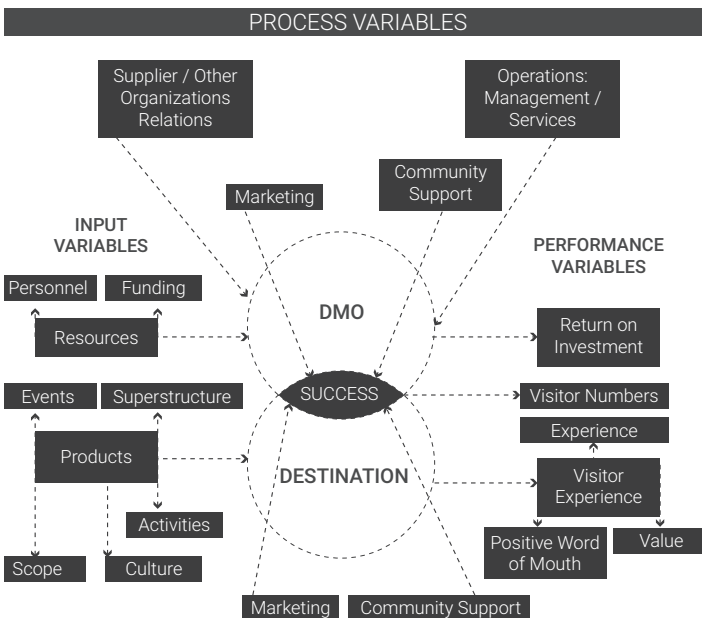 PROCESS VARIABLES
Supplier / Other
Organizations
Relations
Operations:
Management /
Services
Marketing
Community
Support
INPUT
VARIABLES
PERFORMANCE
VARIABLES
Personnel
Funding
Resources
DMO
Return on
Investment
Events
Superstructure
SUCCESS
Visitor Numbers
Experience
Products
DESTINATION
Visitor
Experience
Activities
Positive Word
of Mouth
Value
Scope
Culture
Marketing
Community Support